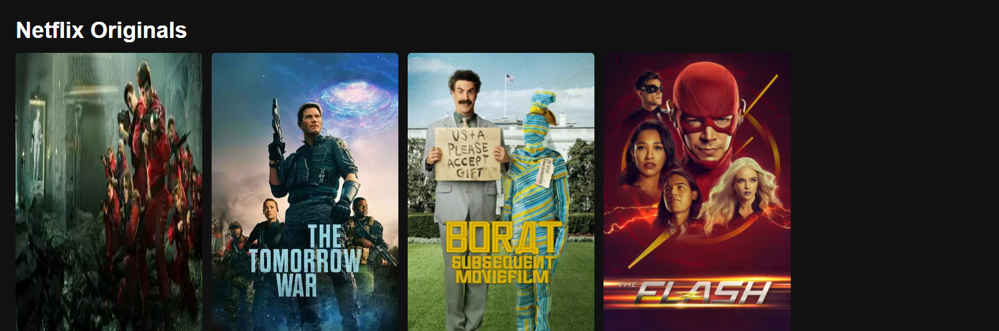 Netflix Originals
THE
TOMORROW
WAR
US+A
PLEASE
ACCEPT
GIFT
BORAT
SUBSEQUENT
MOVIEFILM
THE FLASH